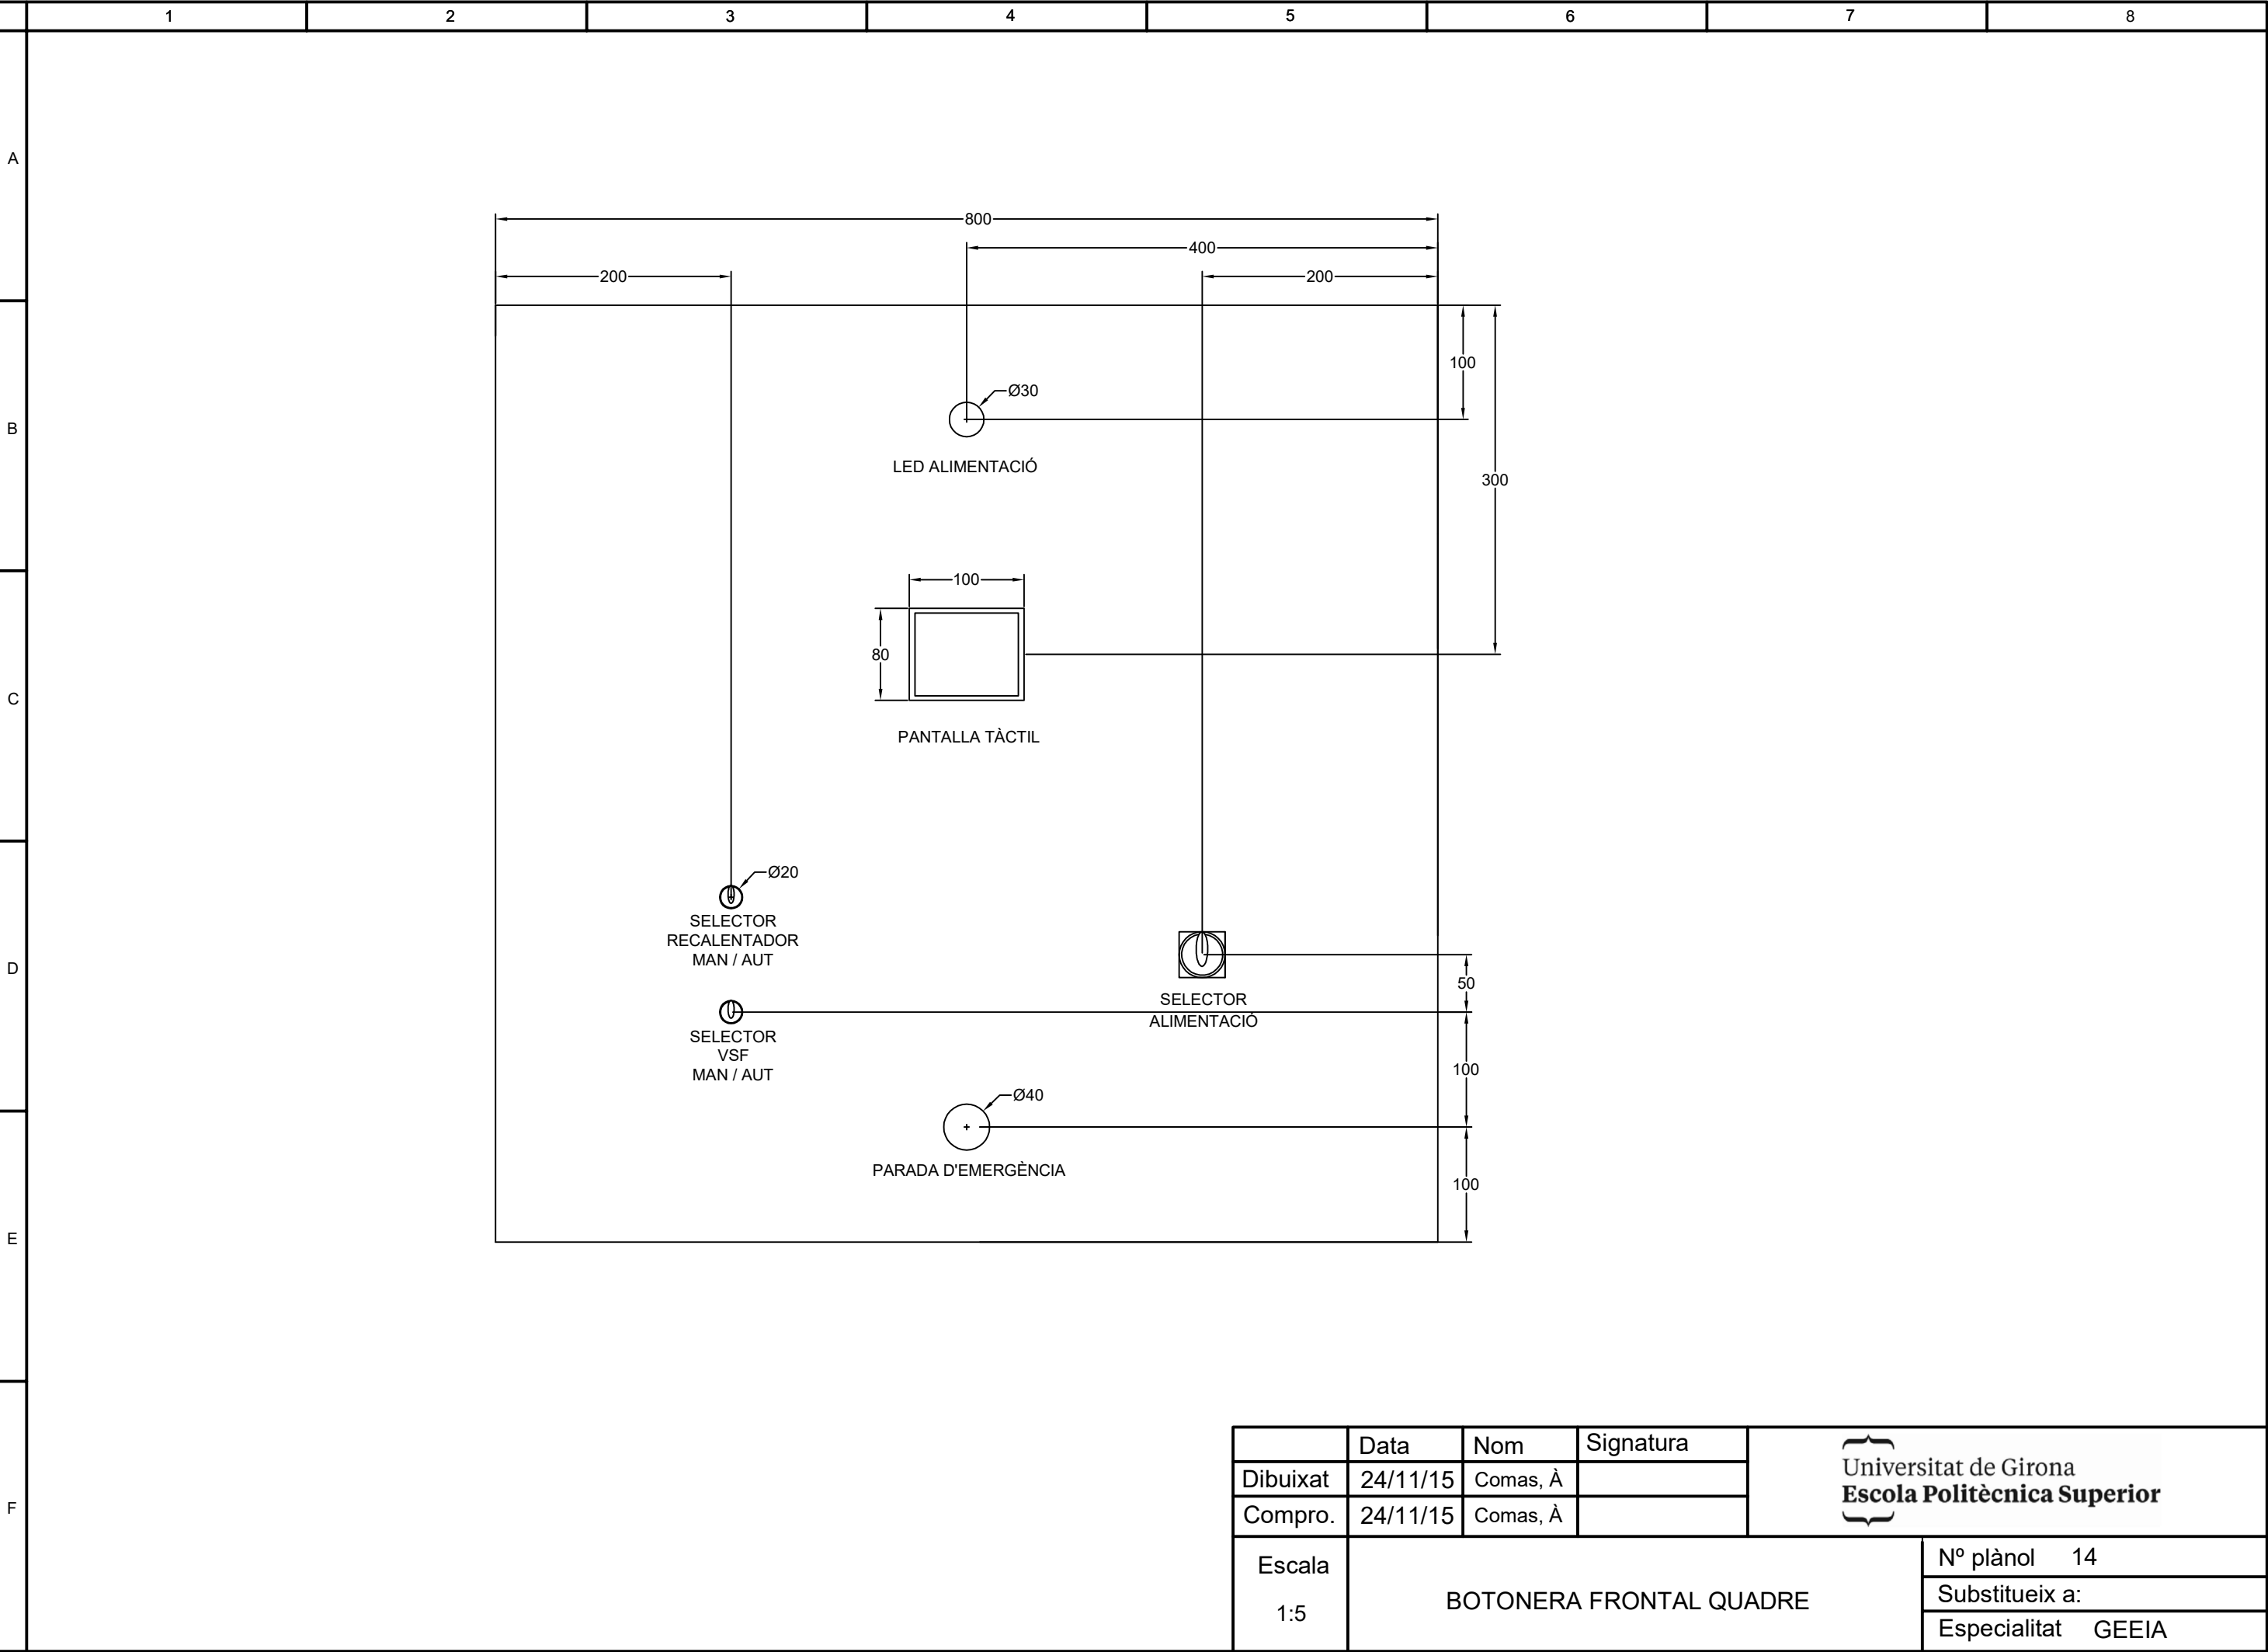 1 2 3 4 5 6 7 8
A
B
C
D
E
F
800
400
200 200
100
Ø30
LED ALIMENTACIÓ
300
100
80
PANTALLA TÀCTIL
Ø20
SELECTOR
RECALENTADOR
MAN / AUT
50
SELECTOR
ALIMENTACIÓ
SELECTOR
VSF
MAN / AUT
100
Ø40
PARADA D'EMERGÈNCIA
100
Data Nom Signatura
Dibuixat 24/11/15 Comas, À
Compro. 24/11/15 Comas, À
Universitat de Girona
Escola Politècnica Superior
Escala
1:5
BOTONERA FRONTAL QUADRE
Nº plànol 14
Substitueix a:
Especialitat GEEIA